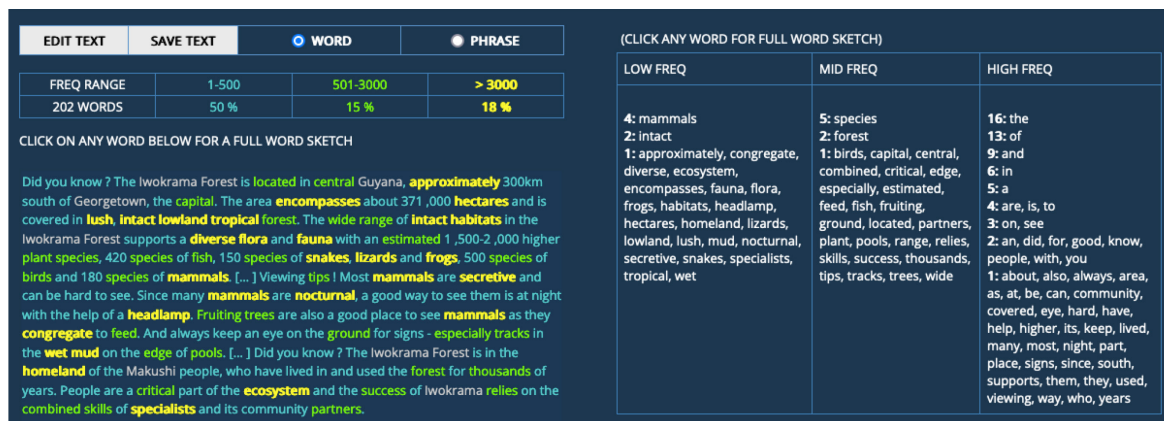 EDIT TEXT SAVE TEXT WORD PHRASE
FREQ RANGE 1-500 501-3000 > 3000
202 WORDS 50 % 15 % 18 %
CLICK ON ANY WORD BELOW FOR A FULL WORD SKETCH
Did you know ? The Iwokrama Forest is located in central Guyana, approximately 300km
south of Georgetown, the capital. The area encompasses about 371 ,000 hectares and is
covered in lush, intact lowland tropical forest. The wide range of intact habitats in the
Iwokrama Forest supports a diverse flora and fauna with an estimated 1 ,500-2 ,000 higher
plant species, 420 species of fish, 150 species of snakes, lizards and frogs, 500 species of
birds and 180 species of mammals. [... ] Viewing tips ! Most mammals are secretive and
can be hard to see. Since many mammals are nocturnal, a good way to see them is at night
with the help of a headlamp. Fruiting trees are also a good place to see mammals as they
congregate to feed. And always keep an eye on the ground for signs - especially tracks in
the wet mud on the edge of pools. [... ] Did you know ? The Iwokrama Forest is in the
homeland of the Makushi people, who have lived in and used the forest for thousands of
years. People are a critical part of the ecosystem and the success of Iwokrama relies on the
combined skills of specialists and its community partners.
(CLICK ANY WORD FOR FULL WORD SKETCH)
LOW FREQ
4: mammals
2: intact
1: approximately, congregate,
diverse, ecosystem,
encompasses, fauna, flora,
frogs, habitats, headlamp,
hectares, homeland, lizards,
lowland, lush, mud, nocturnal,
secretive, snakes, specialists,
tropical, wet
MID FREQ
5: species
2: forest
1: birds, capital, central,
combined, critical, edge,
especially, estimated,
feed, fish, fruiting,
ground, located, partners,
plant, pools, range, relies,
skills, success, thousands,
tips, tracks, trees, wide
HIGH FREQ
16: the
13: of
9: and
6: in
5: a
4: are, is, to
3: on, see
2: an, did, for, good, know,
people, with, you
1: about, also, always, area,
as, at, be, can, community,
covered, eye, hard, have,
help, higher, its, keep, lived,
many, most, night, part,
place, signs, since, south,
supports, them, they, used,
viewing, way, who, years